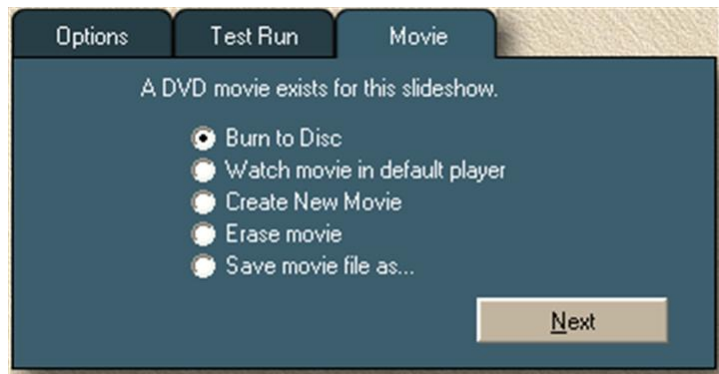 Options Test Run Movie
A DVD movie exists for this slideshow.
Burn to Disc
Watch movie in default player
Create New Movie
Erase movie
Save movie file as...
Next